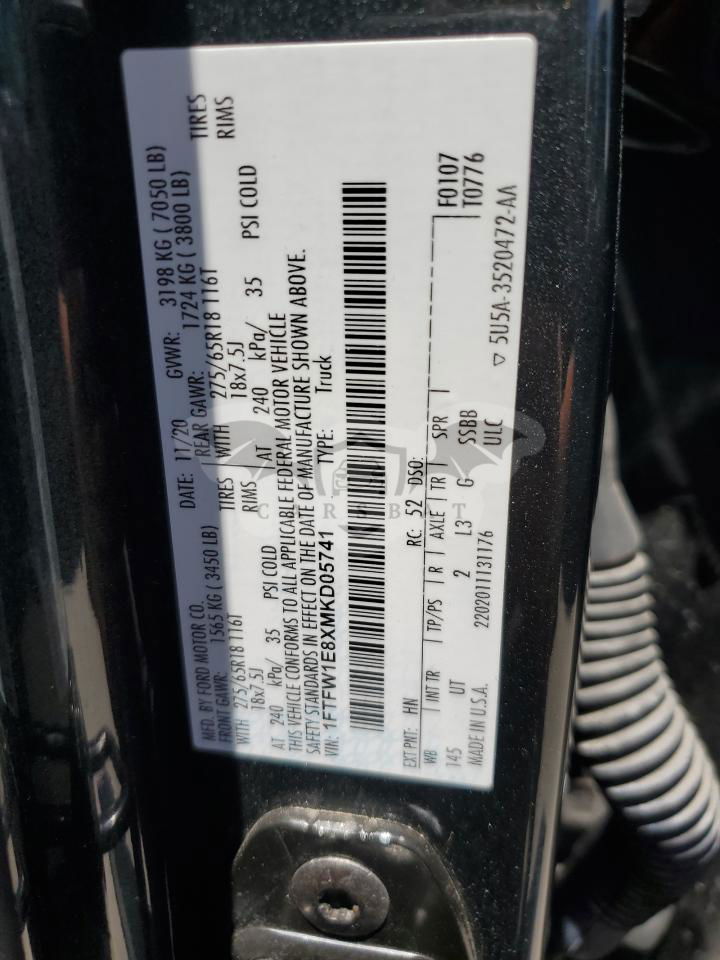 MFD. BY FORD MOTOR CO. DATE: 11/20 GVWR: 3198 KG ( 7050 LB)
FRONT GAWR: 1565 KG ( 3450 LB) REAR GAWR: 1724 KG ( 3800 LB)
WITH 275/65R18 116T TIRES WITH 275/65R18 116T TIRES
18x7.5J RIMS 18x7.5J RIMS
AT 240 kPa/ 35 PSI COLD AT 240 kPa/ 35 PSI COLD
THIS VEHICLE CONFORMS TO ALL APPLICABLE FEDERAL MOTOR VEHICLE
SAFETY STANDARDS IN EFFECT ON THE DATE OF MANUFACTURE SHOWN ABOVE.
VIN: 1FTFW1E8XMKD05741 TYPE: Truck
CARSBAT
EXT PNT: HN RC: 52 DSO: F0107
WB INT TR TP/PS R AXLE TR SPR T0776
145 UT 2 L3 G SSBB
MADE IN U.S.A. 22020111131176 ULC ▽ 5U5A-3520472-AA